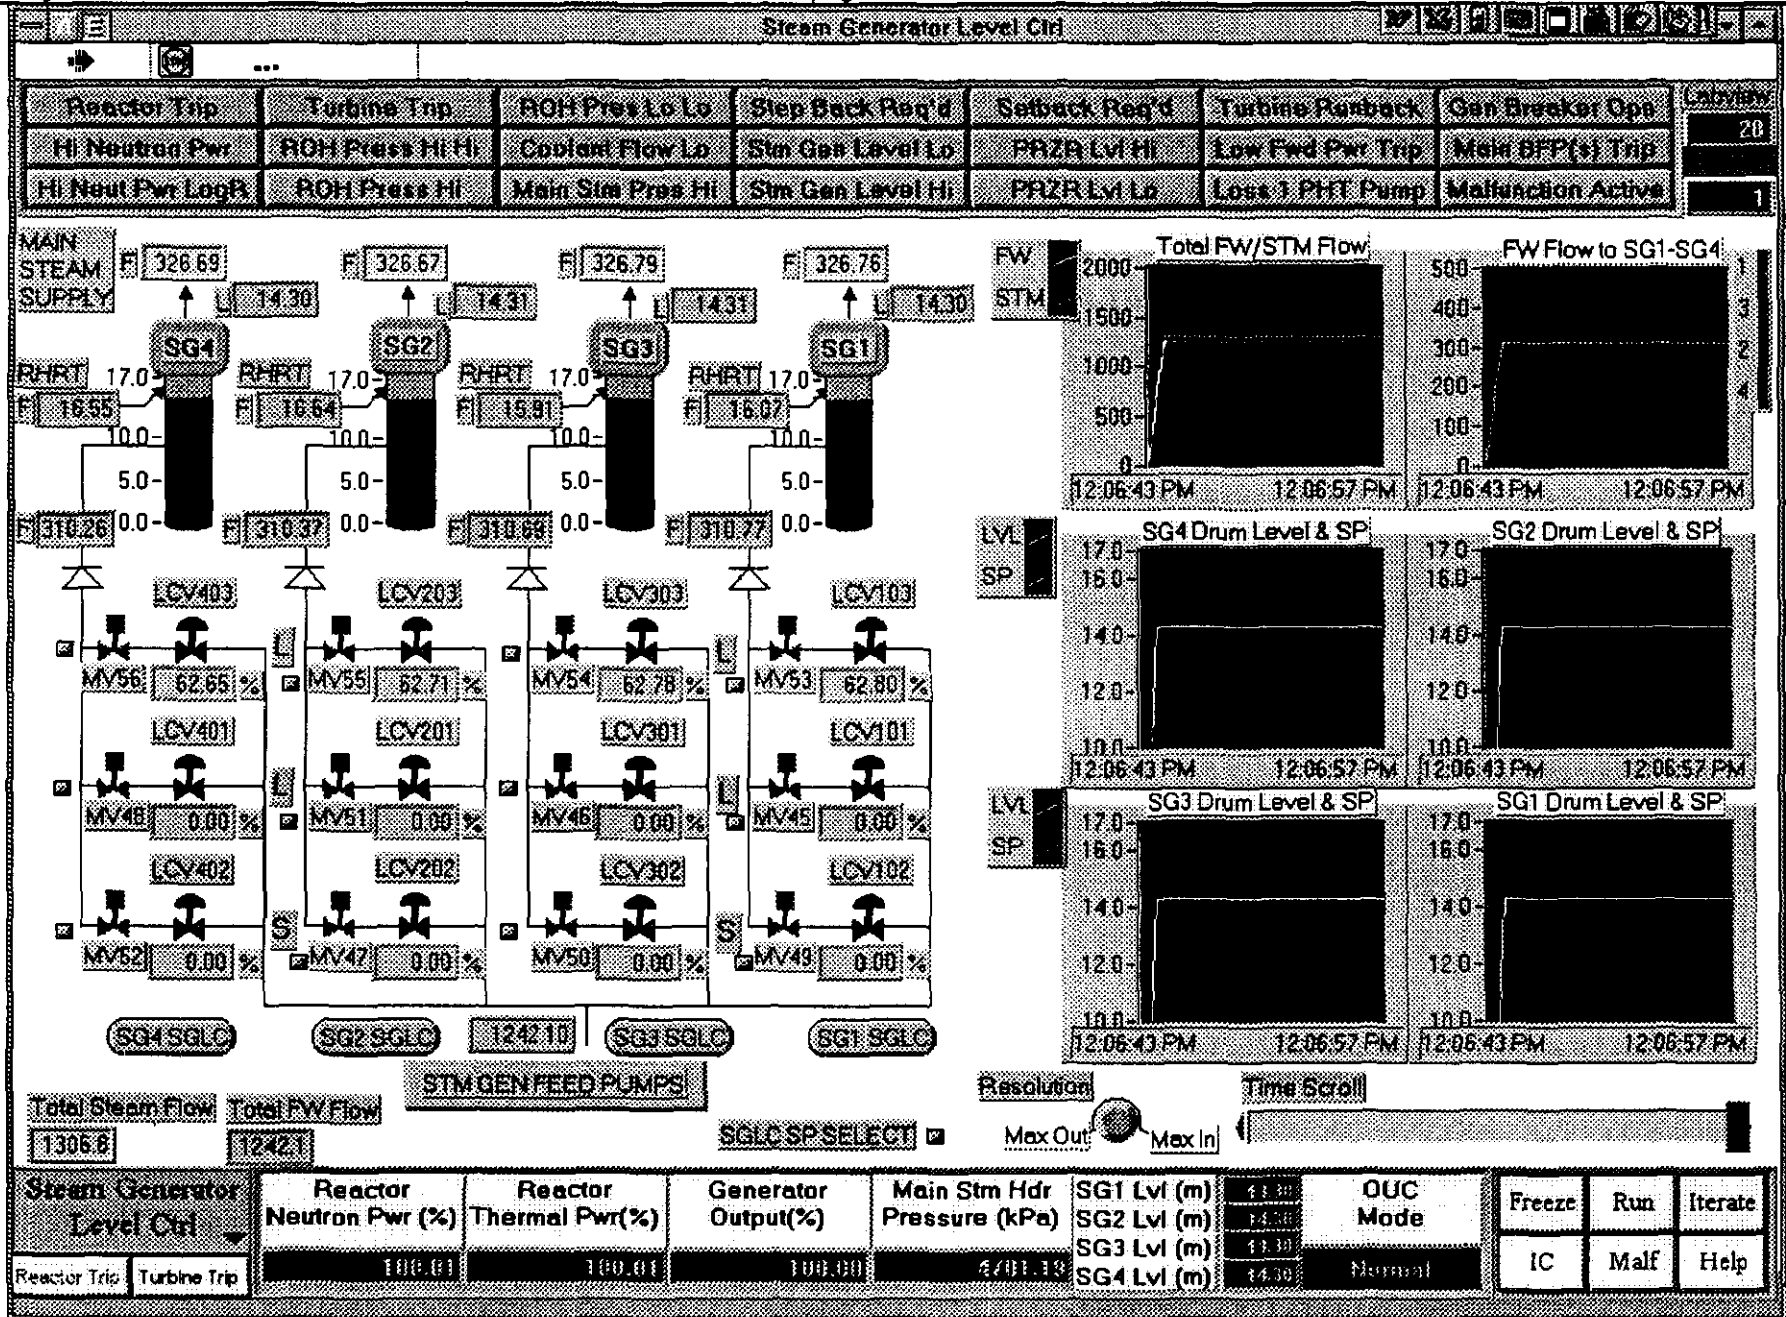 Steam Generator Level Ctrl
...
Reactor Trip Turbine Trip ROH Pres Lo Lo Step Back Req'd Setback Req'd Turbine Runback Gen Breaker Opn Labview
Hi Neutron Pwr ROH Press Hi Hi Coolant Flow Lo Stm Gen Level Lo PRZR Lvl Hi Low Fwd Pwr Trip Main BFP(s) Trip 20
Hi Neut Pwr LogR ROH Press Hi Main Stm Pres Hi Stm Gen Level Hi PRZR Lvl Lo Loss 1 PHT Pump Malfunction Active 1
MAIN STEAM SUPPLY
F 326.69 F 326.67 F 326.79 F 326.76
L 14.30 L 14.31 L 14.31 L 14.30
SG4 SG2 SG3 SG1
RHRT 17.0 RHRT 17.0 RHRT 17.0 RHRT 17.0
F 16.55 F 16.64 F 15.91 F 16.07
10.0 10.0 10.0 10.0
5.0 5.0 5.0 5.0
F 310.26 0.0 F 310.37 0.0 F 310.69 0.0 F 310.77 0.0
LCV403 LCV203 LCV303 LCV103
L L
MV56 62.65 % MV55 62.71 % MV54 62.78 % MV53 62.80 %
LCV401 LCV201 LCV301 LCV101
L L
MV48 0.00 % MV51 0.00 % MV46 0.00 % MV45 0.00 %
LCV402 LCV202 LCV302 LCV102
S S
MV52 0.00 % MV47 0.00 % MV50 0.00 % MV49 0.00 %
SG4 SGLC SG2 SGLC 1242.10 SG3 SGLC SG1 SGLC
STM GEN FEED PUMPS
Total Steam Flow Total FW Flow
1306.6 1242.1
SGLC SP SELECT
FW STM
Total FW/STM Flow
2000
1500
1000
500
0
12:06:43 PM 12:06:57 PM
FW Flow to SG1-SG4
500 1
400 3
300 2
200 4
100
0
12:06:43 PM 12:06:57 PM
LVL SP
SG4 Drum Level & SP
17.0
16.0
14.0
12.0
10.0
12:06:43 PM 12:06:57 PM
SG2 Drum Level & SP
17.0
16.0
14.0
12.0
10.0
12:06:43 PM 12:06:57 PM
LVL SP
SG3 Drum Level & SP
17.0
16.0
14.0
12.0
10.0
12:06:43 PM 12:06:57 PM
SG1 Drum Level & SP
17.0
16.0
14.0
12.0
10.0
12:06:43 PM 12:06:57 PM
Resolution Time Scroll
Max Out Max In
Steam Generator Level Ctrl
Reactor Trip Turbine Trip
Reactor Neutron Pwr (%) 100.01
Reactor Thermal Pwr(%) 100.01
Generator Output(%) 100.00
Main Stm Hdr Pressure (kPa)
SG1 Lvl (m)
SG2 Lvl (m)
SG3 Lvl (m)
SG4 Lvl (m) 14.30
OUC Mode
Normal
Freeze Run Iterate
IC Malf Help